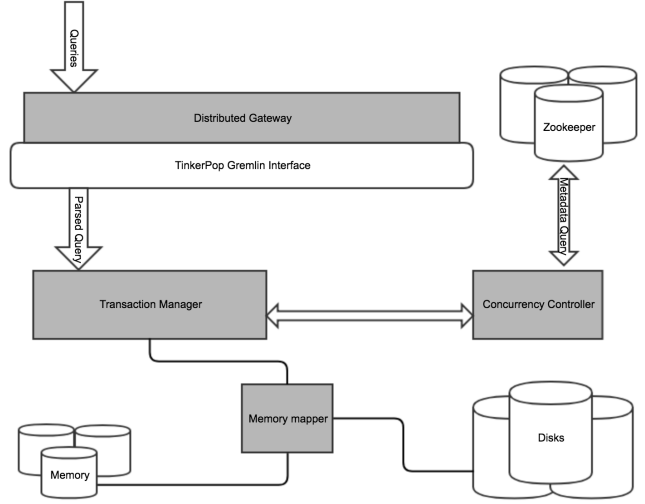 Queries
Distributed Gateway
Zookeeper
TinkerPop Gremlin Interface
Parsed Query
Metadata Query
Transaction Manager
Concurrency Controller
Memory mapper
Disks
Memory